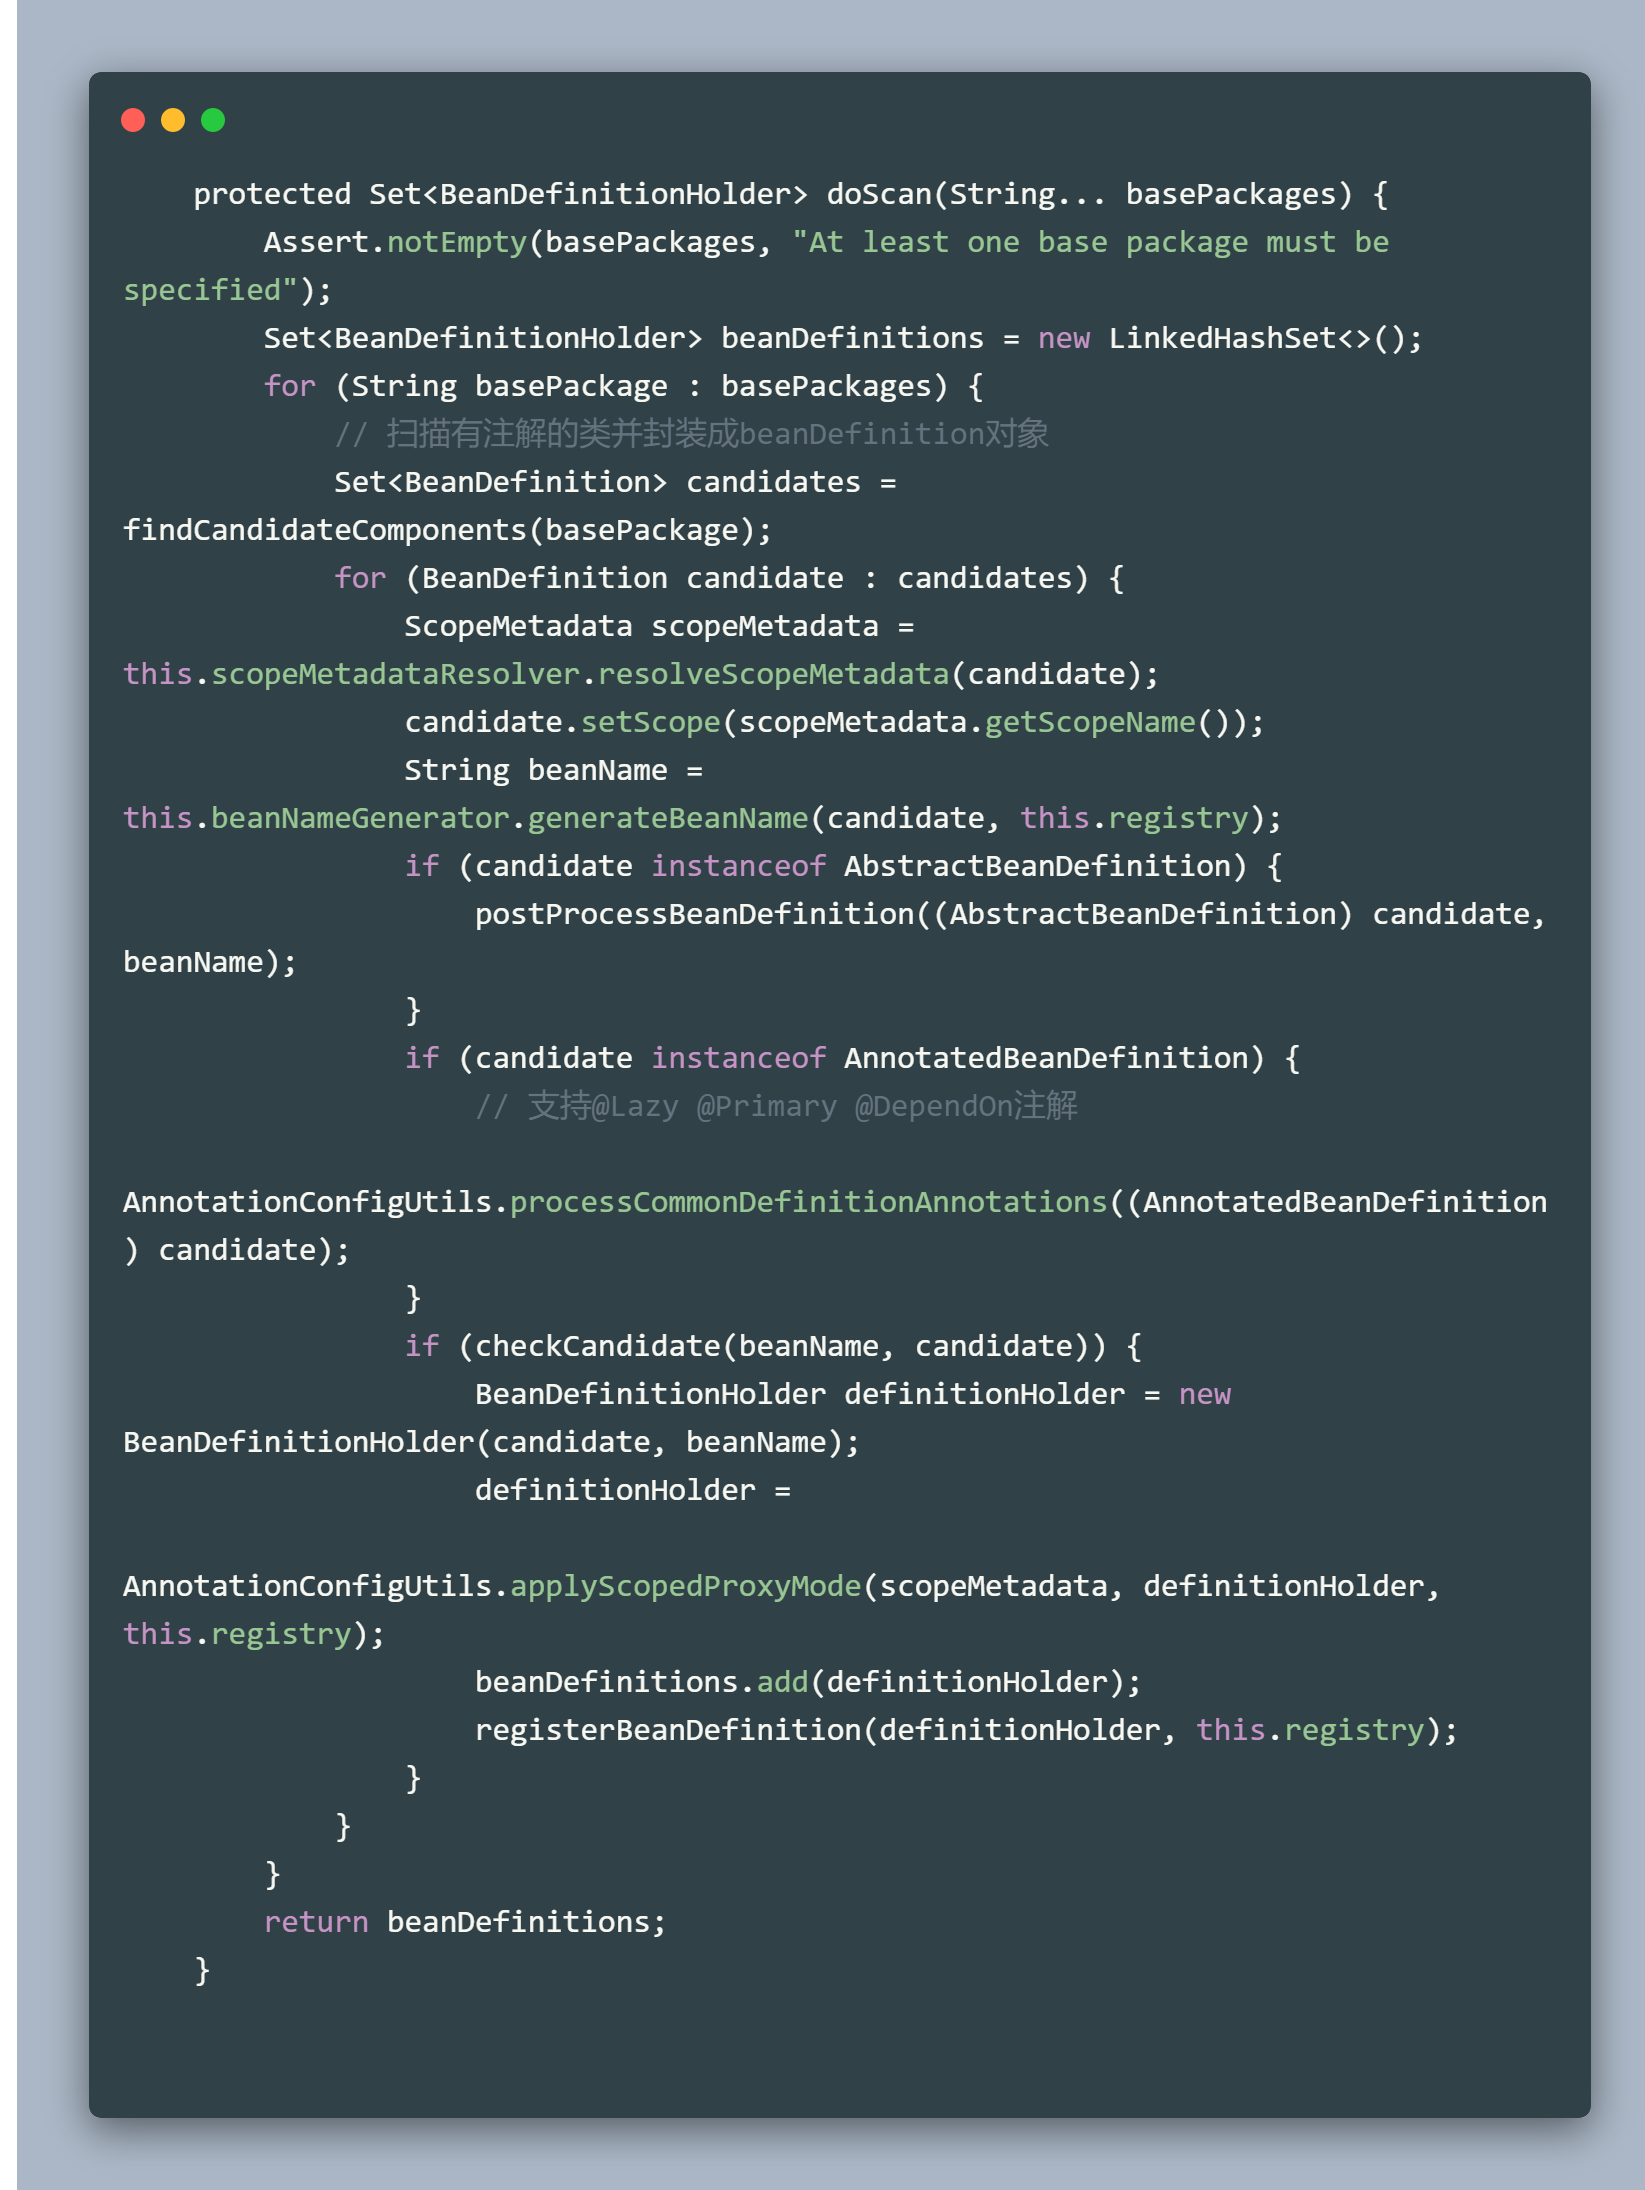 protected Set<BeanDefinitionHolder> doScan(String... basePackages) {
Assert.notEmpty(basePackages, "At least one base package must be
specified");
Set<BeanDefinitionHolder> beanDefinitions = new LinkedHashSet<>();
for (String basePackage : basePackages) {
// 扫描有注解的类并封装成beanDefinition对象
Set<BeanDefinition> candidates =
findCandidateComponents(basePackage);
for (BeanDefinition candidate : candidates) {
ScopeMetadata scopeMetadata =
this.scopeMetadataResolver.resolveScopeMetadata(candidate);
candidate.setScope(scopeMetadata.getScopeName());
String beanName =
this.beanNameGenerator.generateBeanName(candidate, this.registry);
if (candidate instanceof AbstractBeanDefinition) {
postProcessBeanDefinition((AbstractBeanDefinition) candidate,
beanName);
}
if (candidate instanceof AnnotatedBeanDefinition) {
// 支持@Lazy @Primary @DependOn注解
AnnotationConfigUtils.processCommonDefinitionAnnotations((AnnotatedBeanDefinition
) candidate);
}
if (checkCandidate(beanName, candidate)) {
BeanDefinitionHolder definitionHolder = new
BeanDefinitionHolder(candidate, beanName);
definitionHolder =
AnnotationConfigUtils.applyScopedProxyMode(scopeMetadata, definitionHolder,
this.registry);
beanDefinitions.add(definitionHolder);
registerBeanDefinition(definitionHolder, this.registry);
}
}
}
return beanDefinitions;
}